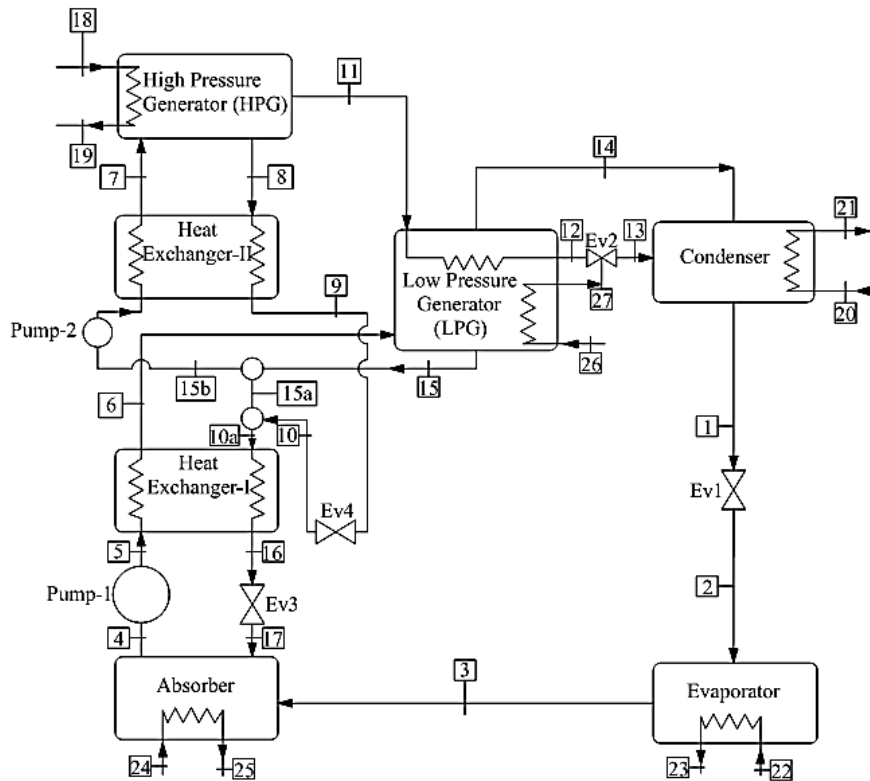 18
High Pressure
Generator (HPG)
11
19
7
8
14
Heat
Exchanger-II
12
Ev2
13
21
Condenser
Low Pressure
Generator
(LPG)
27
20
9
Pump-2
26
15b
15a
15
6
10a
10
1
Heat
Exchanger-I
Ev4
Ev1
5
16
Pump-1
Ev3
2
4
17
Absorber
3
Evaporator
24
25
23
22